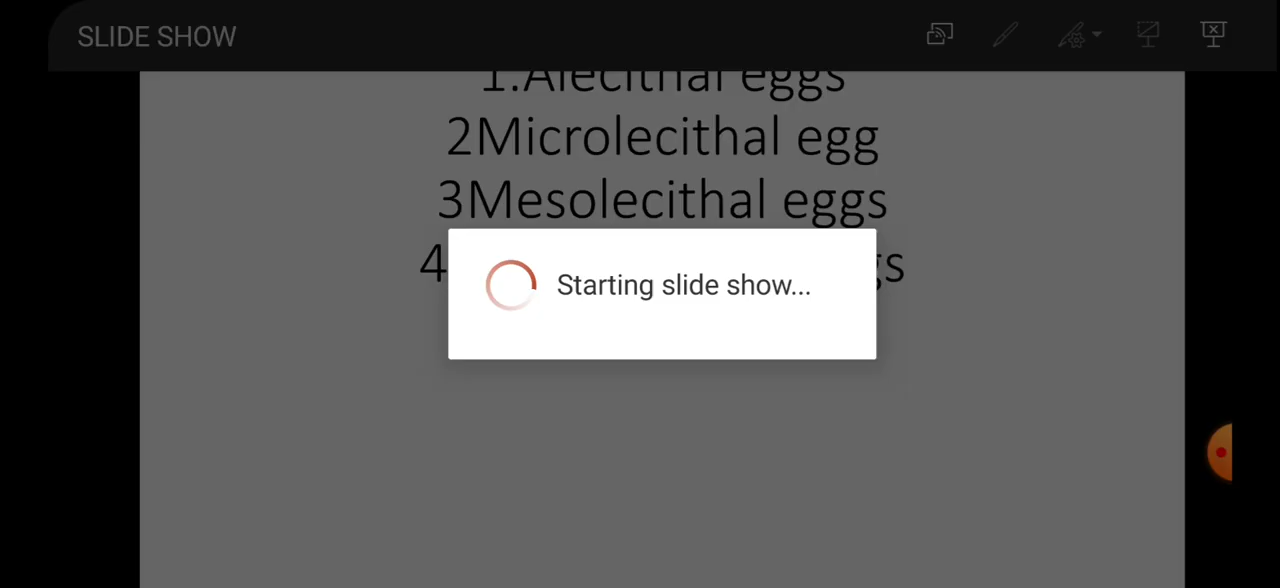 SLIDE SHOW
1.Alecithal eggs
2Microlecithal egg
3Mesolecithal eggs
4
Starting slide show...